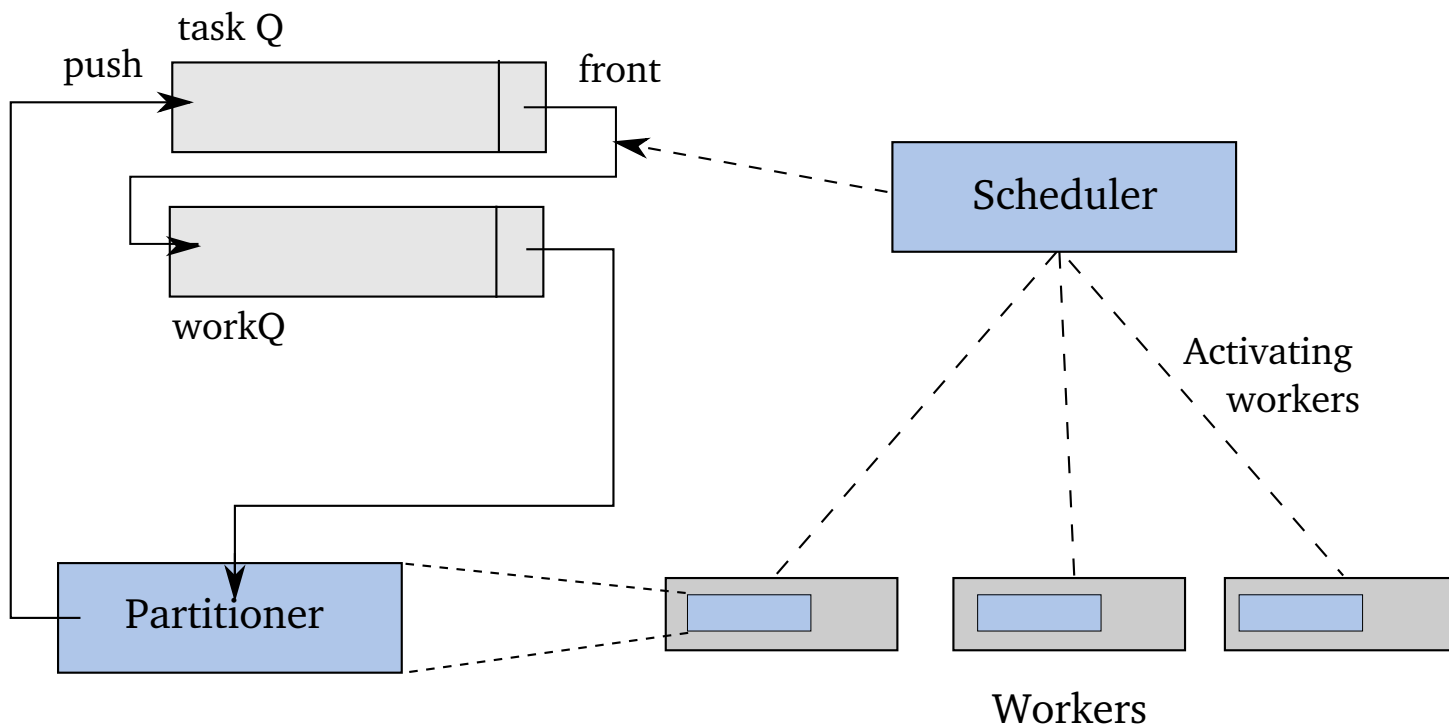 task Q
push
front
Scheduler
workQ
Activating
workers
Partitioner
Workers